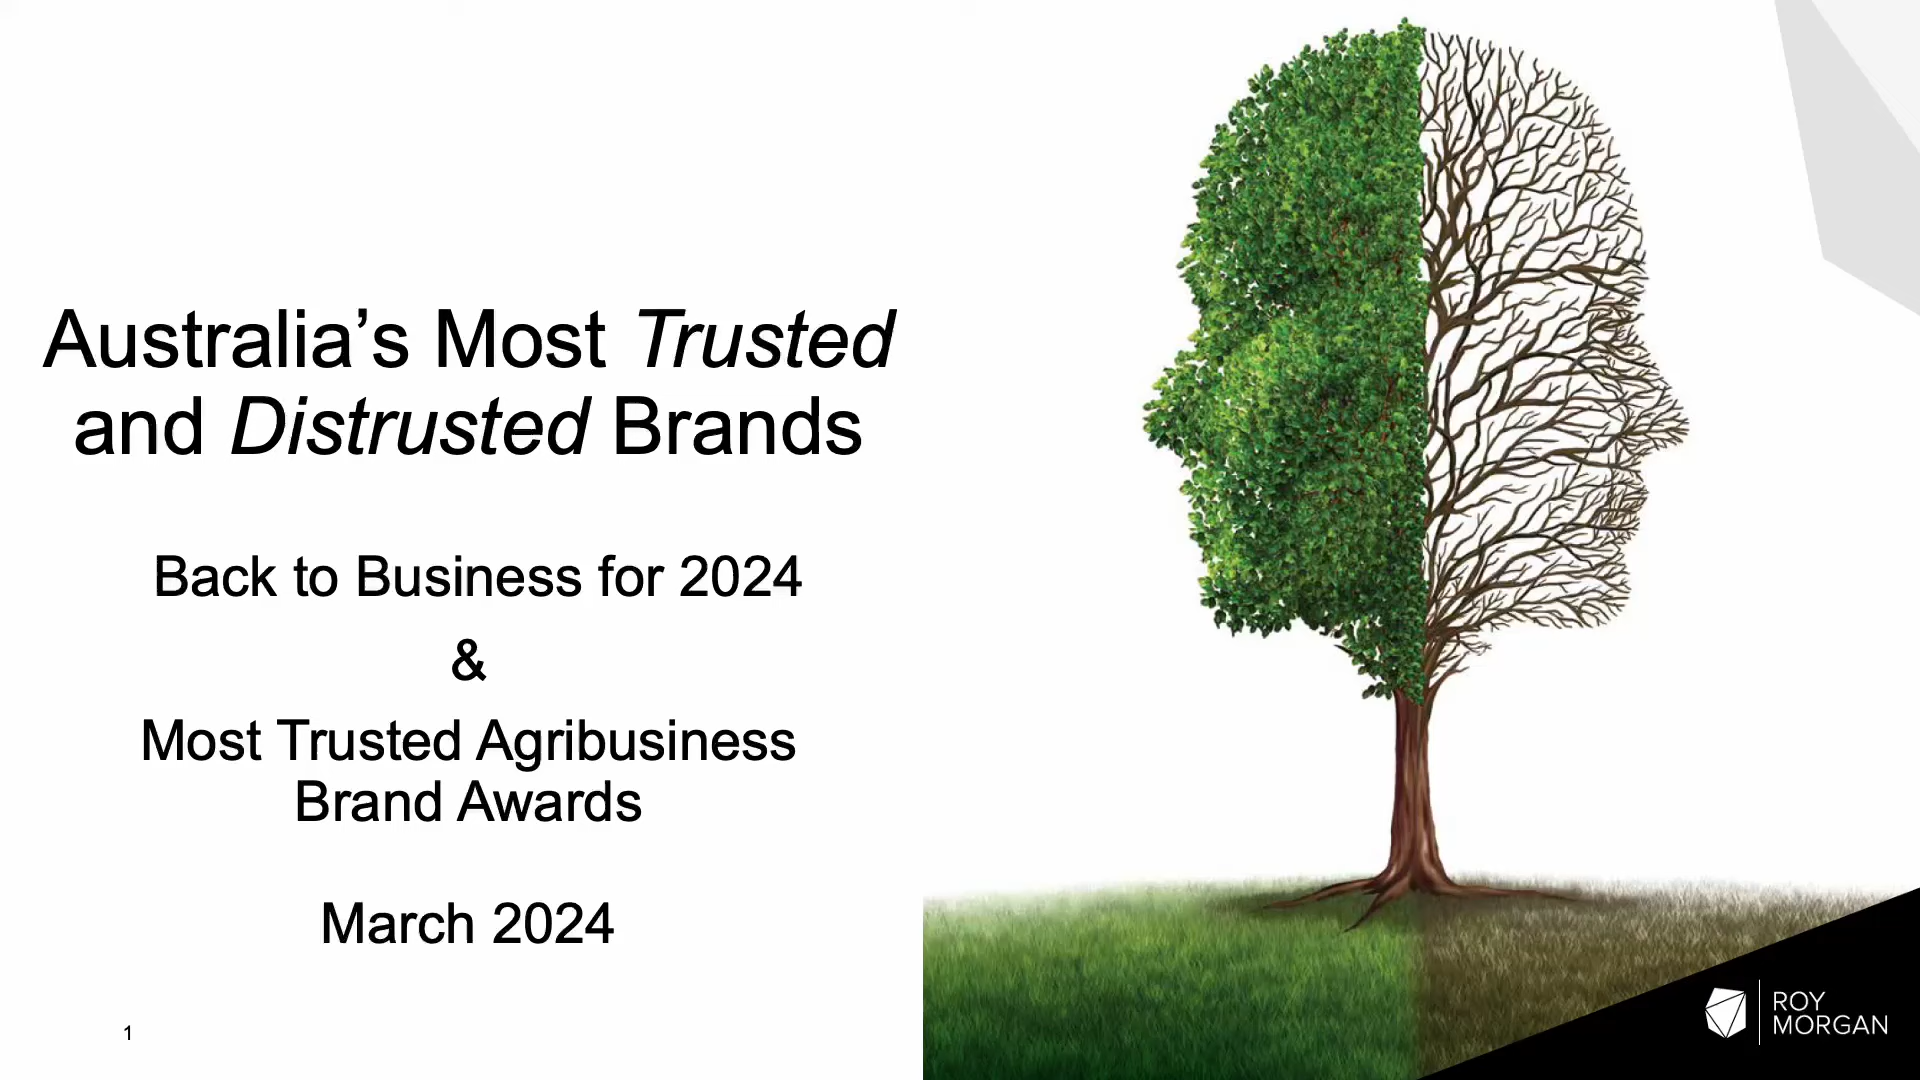 Australia’s Most Trusted
and Distrusted Brands
Back to Business for 2024
&
Most Trusted Agribusiness
Brand Awards
March 2024
1
ROY
MORGAN